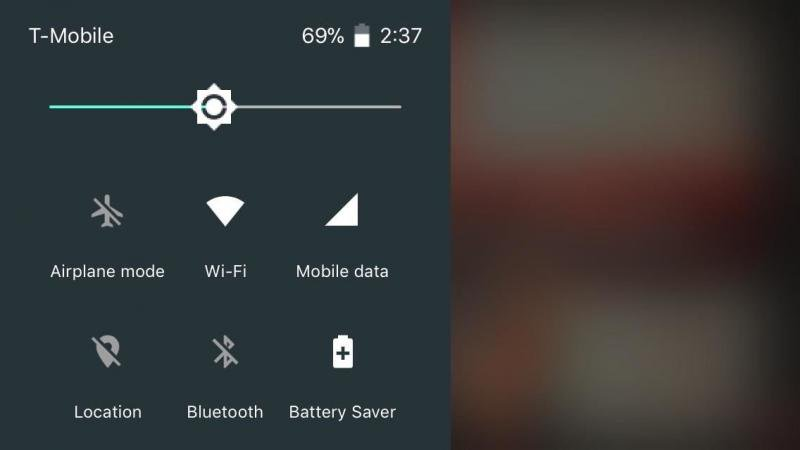 T-Mobile 69% 2:37
Airplane mode Wi-Fi Mobile data
Location Bluetooth Battery Saver